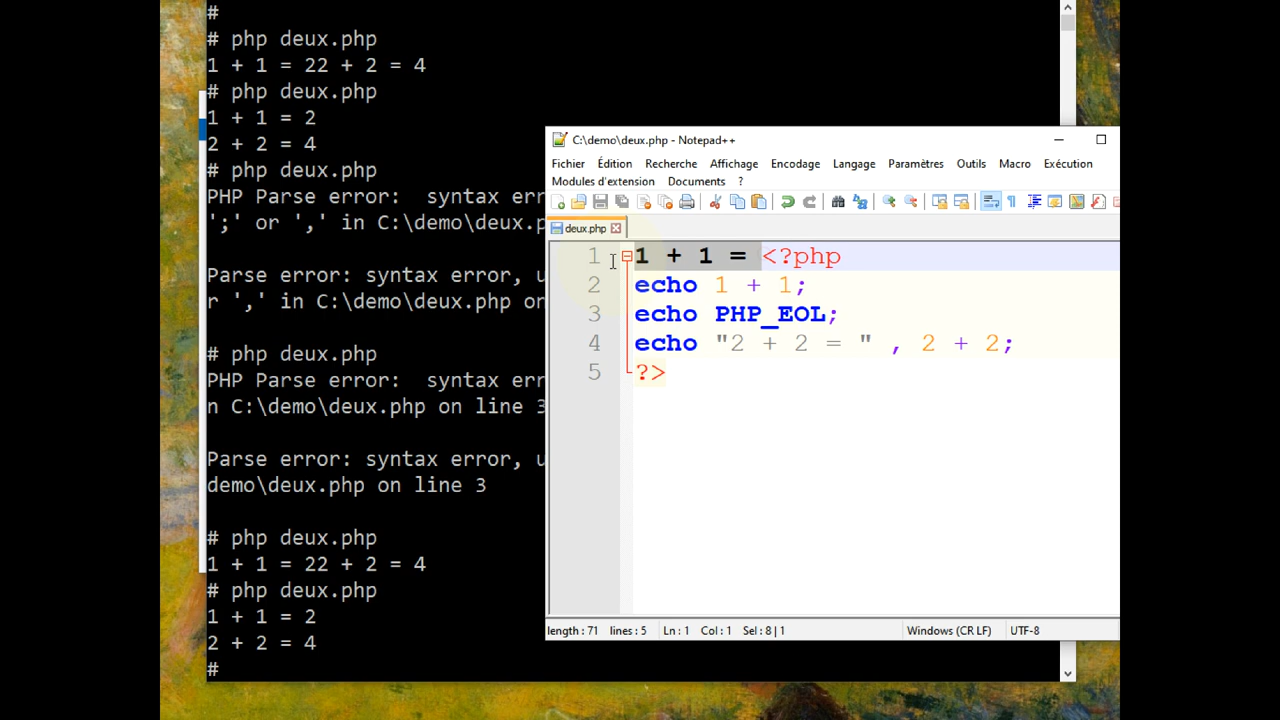 #
# php deux.php
1 + 1 = 22 + 2 = 4
# php deux.php
1 + 1 = 2
2 + 2 = 4
# php deux.php
PHP Parse error:  syntax err
';' or ',' in C:\demo\deux.p
Parse error: syntax error, u
r ',' in C:\demo\deux.php on
# php deux.php
PHP Parse error:  syntax err
n C:\demo\deux.php on line 3
Parse error: syntax error, u
demo\deux.php on line 3
# php deux.php
1 + 1 = 22 + 2 = 4
# php deux.php
1 + 1 = 2
2 + 2 = 4
#
C:\demo\deux.php - Notepad++
Fichier Édition Recherche Affichage Encodage Langage Paramètres Outils Macro Exécution
Modules d'extension Documents ?
deux.php
1 1 + 1 = <?php
2 echo 1 + 1;
3 echo PHP_EOL;
4 echo "2 + 2 = " , 2 + 2;
5 ?>
length : 71 lines : 5 Ln : 1 Col : 1 Sel : 8 | 1 Windows (CR LF) UTF-8